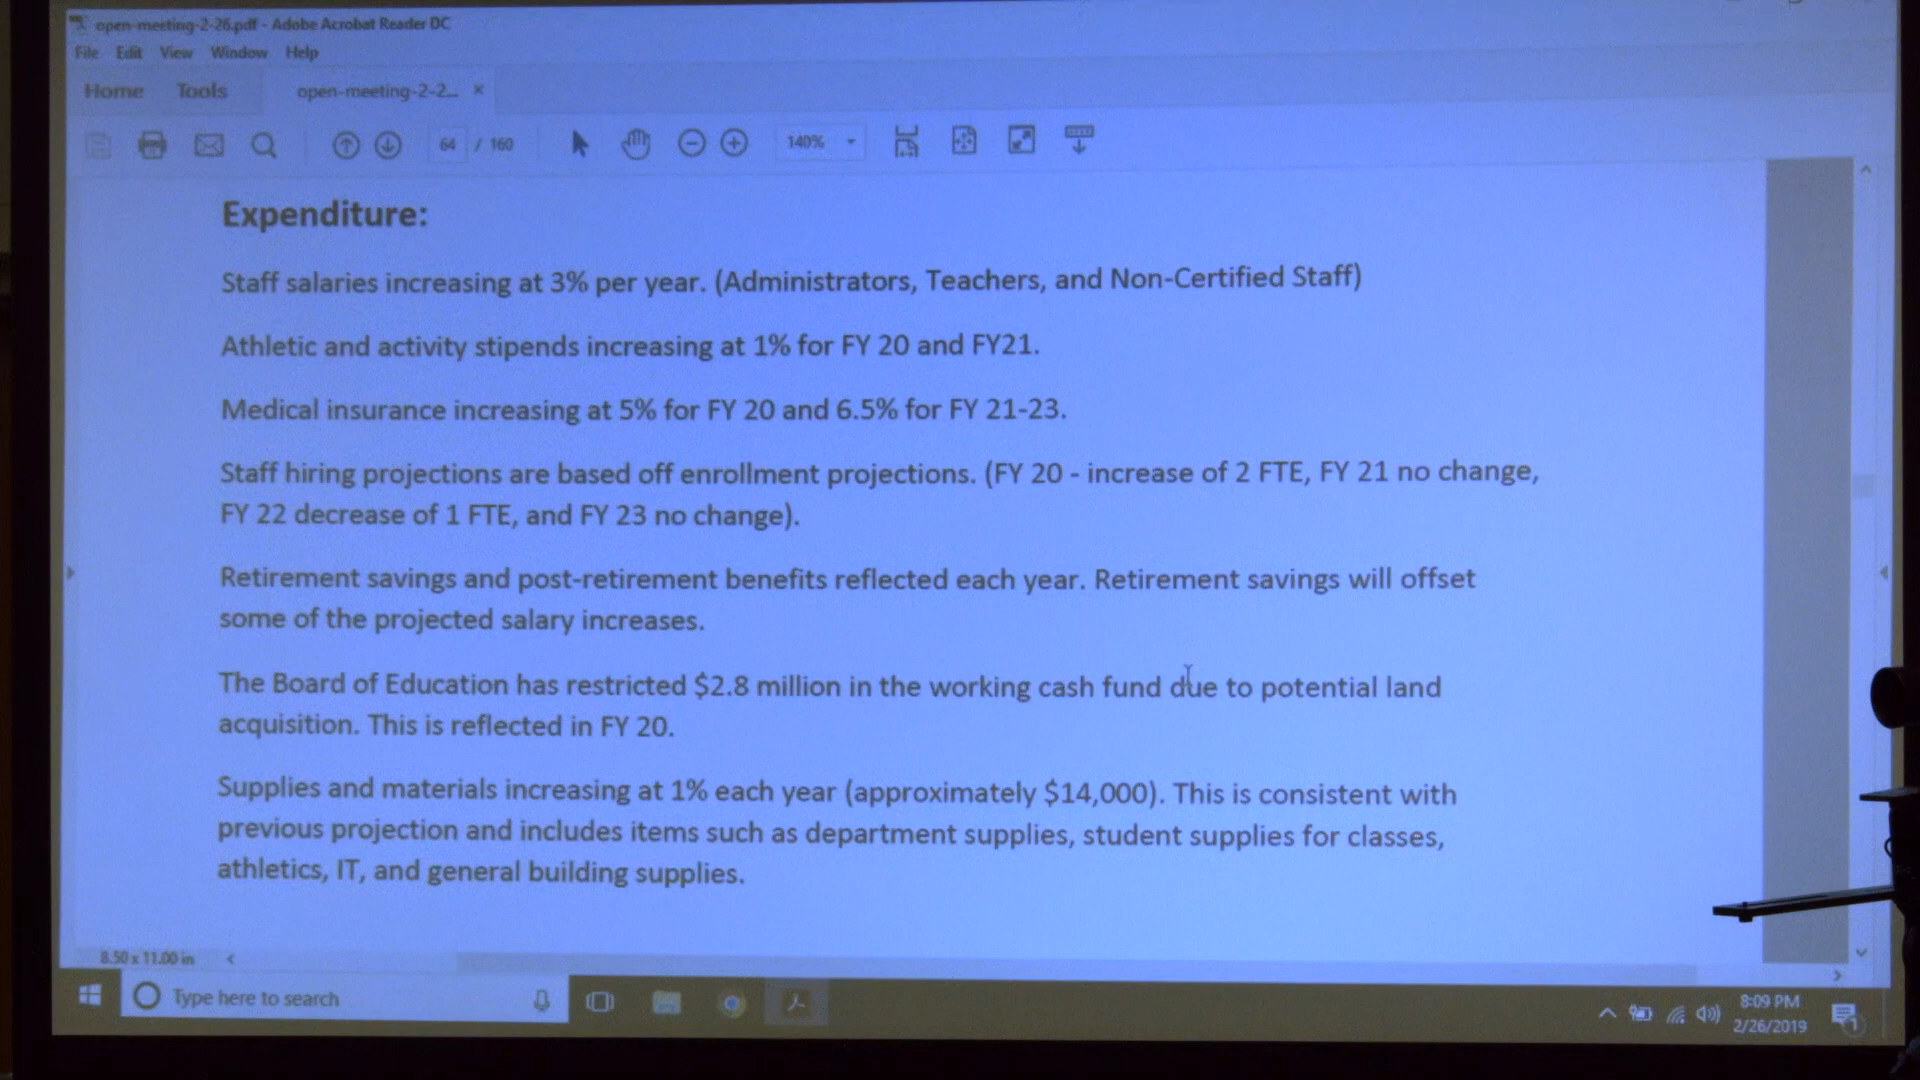 open-meeting-2-26.pdf - Adobe Acrobat Reader DC
File Edit View Window Help
Home Tools open-meeting-2-2... ×
64 / 160 140%
Expenditure:
Staff salaries increasing at 3% per year. (Administrators, Teachers, and Non-Certified Staff)
Athletic and activity stipends increasing at 1% for FY 20 and FY21.
Medical insurance increasing at 5% for FY 20 and 6.5% for FY 21-23.
Staff hiring projections are based off enrollment projections. (FY 20 - increase of 2 FTE, FY 21 no change,
FY 22 decrease of 1 FTE, and FY 23 no change).
Retirement savings and post-retirement benefits reflected each year. Retirement savings will offset
some of the projected salary increases.
The Board of Education has restricted $2.8 million in the working cash fund due to potential land
acquisition. This is reflected in FY 20.
Supplies and materials increasing at 1% each year (approximately $14,000). This is consistent with
previous projection and includes items such as department supplies, student supplies for classes,
athletics, IT, and general building supplies.
8.50 x 11.00 in
Type here to search
8:09 PM
2/26/2019
1